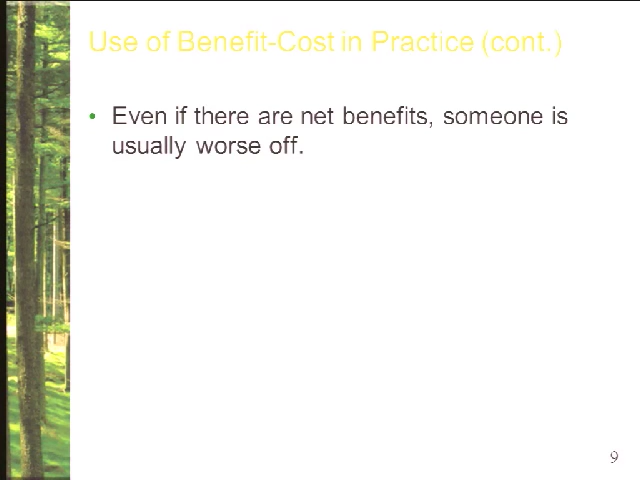 Use of Benefit-Cost in Practice (cont.)
• Even if there are net benefits, someone is
usually worse off.
9